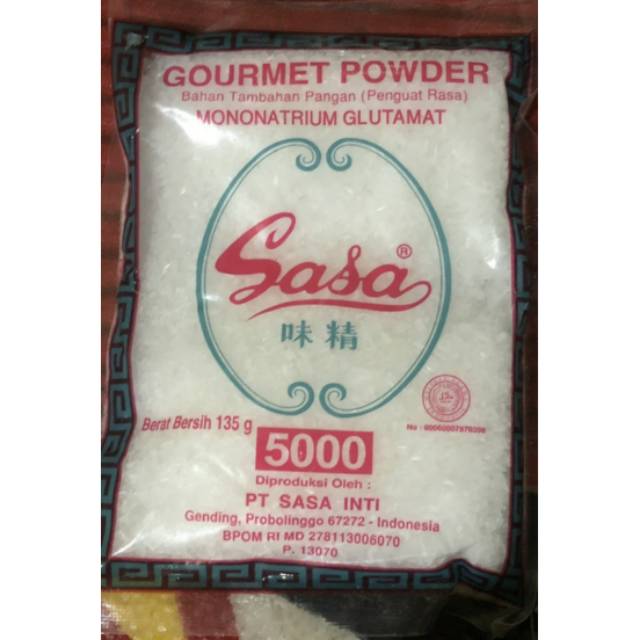 GOURMET POWDER
Bahan Tambahan Pangan (Penguat Rasa)
MONONATRIUM GLUTAMAT
Sasa®
味精
Berat Bersih 135 g
5000
Diproduksi Oleh :
PT SASA INTI
Gending, Probolinggo 67272 - Indonesia
BPOM RI MD 278113006070
P. 13070